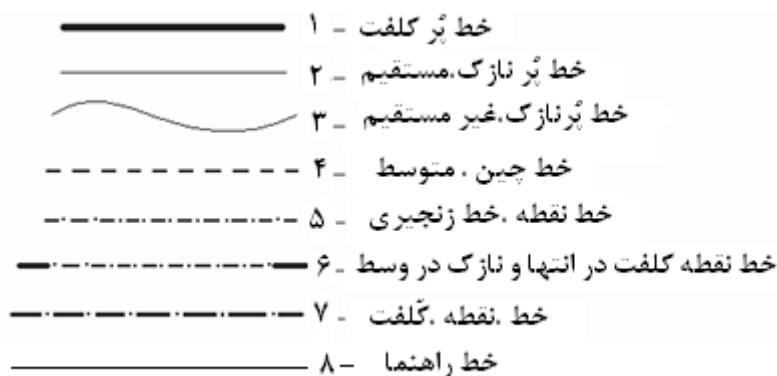 ۱ - خط پُر کلفت
۲ - خط پُر نازک،مستقیم
۳ - خط پُرنازک،غیر مستقیم
۴ - خط چین ، متوسط
۵ - خط نقطه ،خط زنجیری
۶ - خط نقطه کلفت در انتها و نازک در وسط
۷ - خط ،نقطه ،کُلفت
۸ - خط راهنما